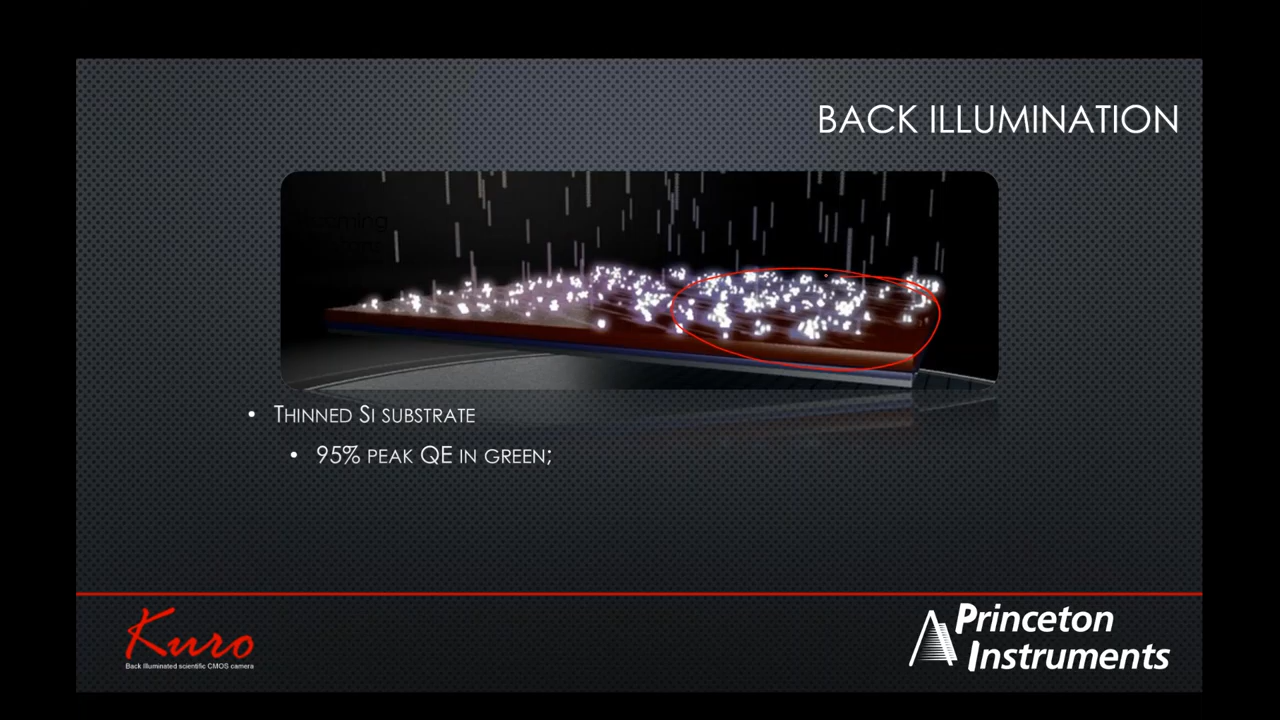 BACK ILLUMINATION
• THINNED SI SUBSTRATE
• 95% PEAK QE IN GREEN;
Kuro
Back Illuminated scientific CMOS camera
Princeton
Instruments